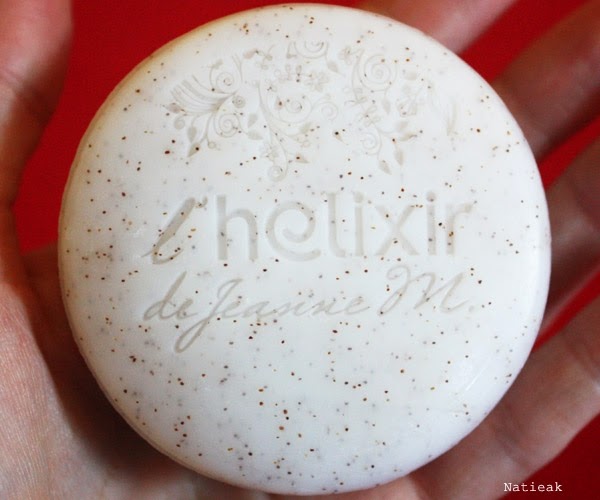 l'helixir
de Jeanne M.
Natieak